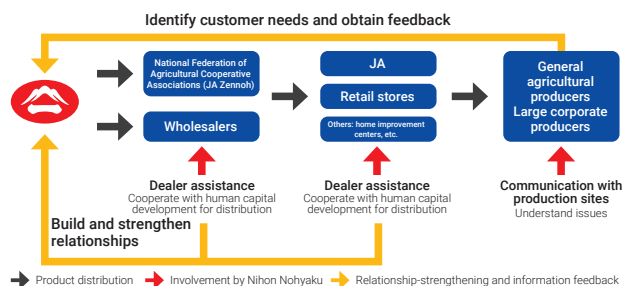 Identify customer needs and obtain feedback
National Federation of
Agricultural Cooperative
Associations (JA Zennoh)
Wholesalers
JA
Retail stores
Others: home improvement
centers, etc.
General
agricultural
producers
Large corporate
producers
Dealer assistance
Cooperate with human capital
development for distribution
Dealer assistance
Cooperate with human capital
development for distribution
Communication with
production sites
Understand issues
Build and strengthen
relationships
Product distribution
Involvement by Nihon Nohyaku
Relationship-strengthening and information feedback